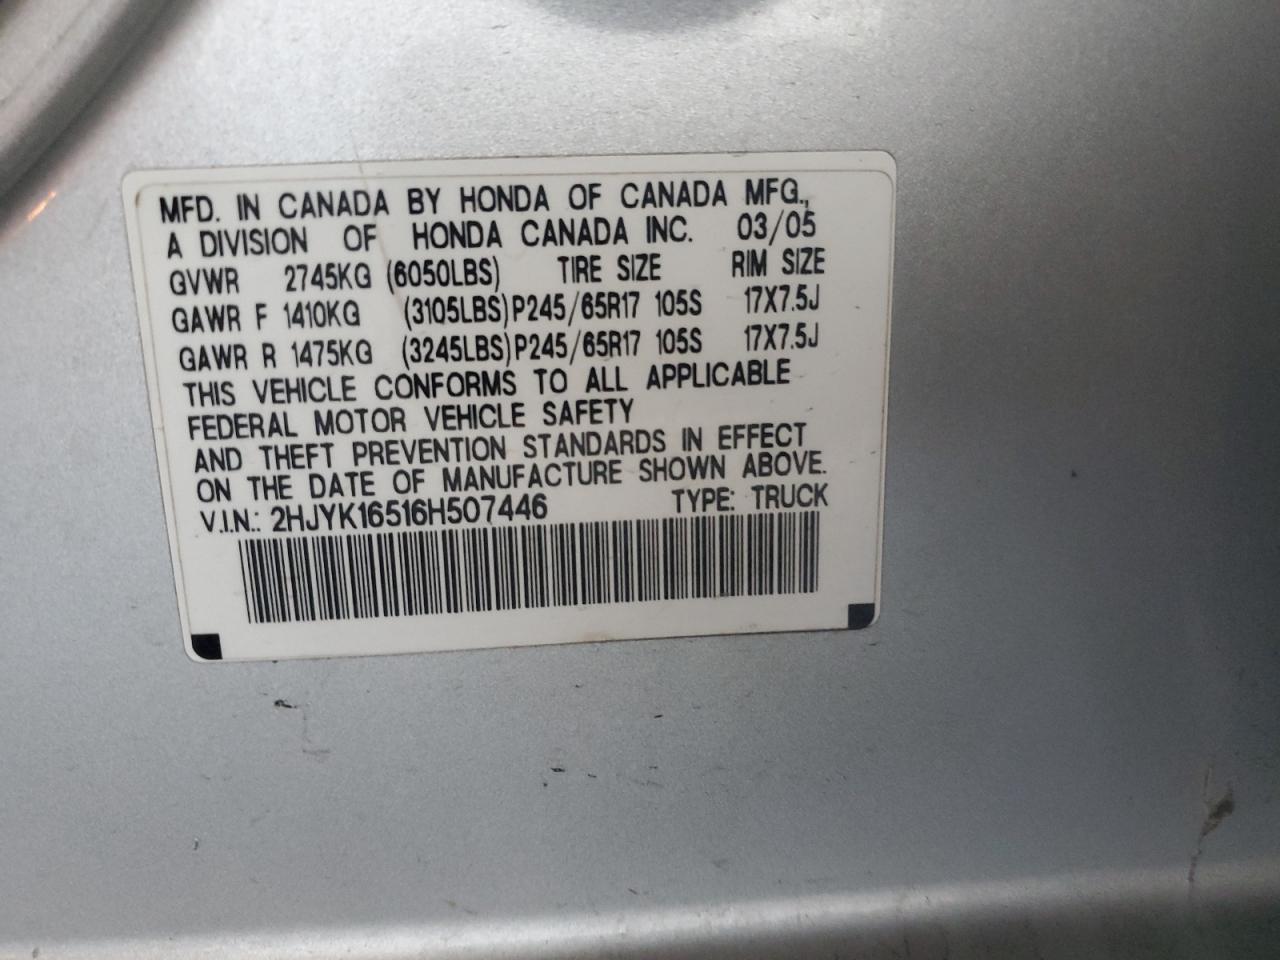 MFD. IN CANADA BY HONDA OF CANADA MFG.,
A DIVISION OF HONDA CANADA INC. 03/05
GVWR 2745KG (6050LBS) TIRE SIZE RIM SIZE
GAWR F 1410KG (3105LBS) P245/65R17 105S 17X7.5J
GAWR R 1475KG (3245LBS) P245/65R17 105S 17X7.5J
THIS VEHICLE CONFORMS TO ALL APPLICABLE
FEDERAL MOTOR VEHICLE SAFETY
AND THEFT PREVENTION STANDARDS IN EFFECT
ON THE DATE OF MANUFACTURE SHOWN ABOVE.
V.I.N.: 2HJYK16516H507446 TYPE: TRUCK